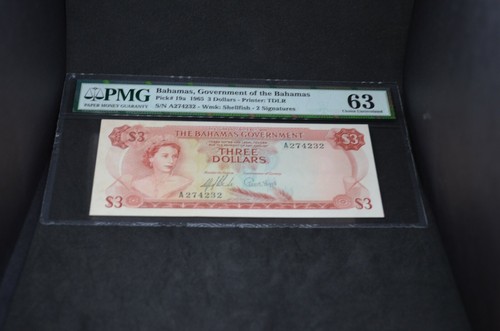 PMG
PAPER MONEY GUARANTY
Bahamas, Government of the Bahamas
Pick# 19a 1965 3 Dollars - Printer: TDLR
S/N A274232 - Wmk: Shellfish - 2 Signatures
63
Choice Uncirculated
$3
THE BAHAMAS GOVERNMENT
$3
A274232
THREE
DOLLARS
A274232
$3
$3